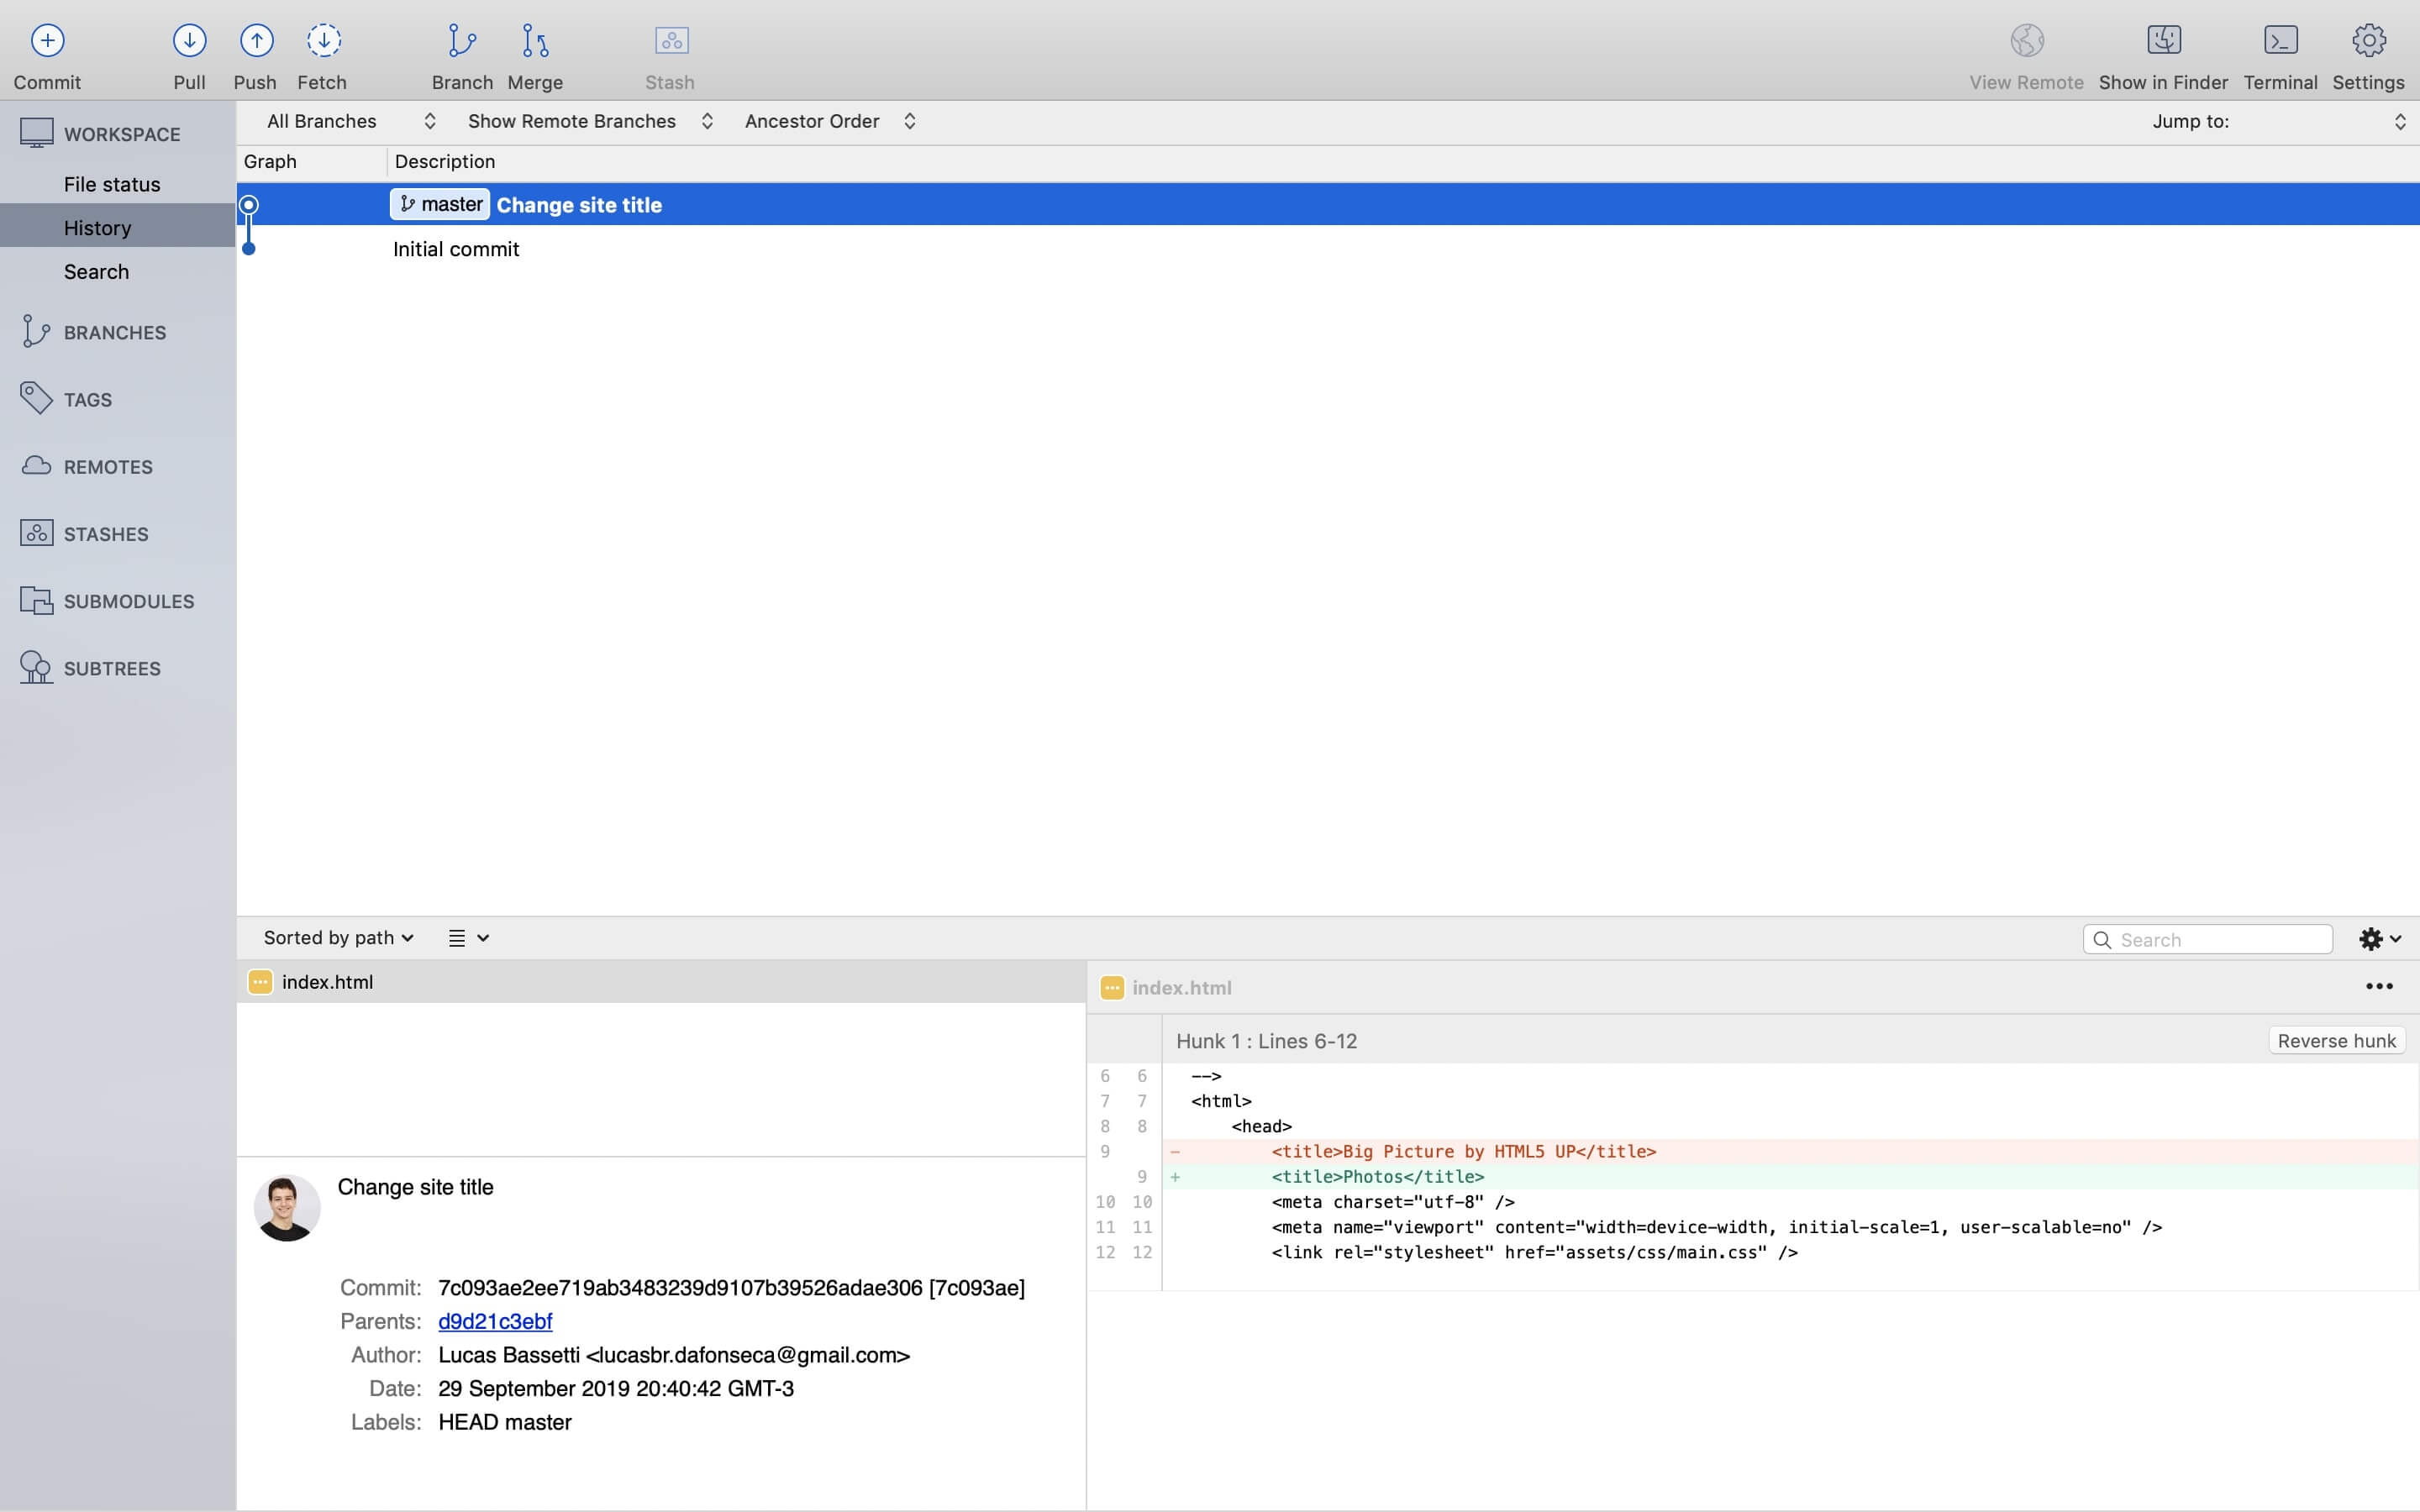 Commit Pull Push Fetch Branch Merge Stash View Remote Show in Finder Terminal Settings
WORKSPACE
File status
History
Search
BRANCHES
TAGS
REMOTES
STASHES
SUBMODULES
SUBTREES
All Branches Show Remote Branches Ancestor Order Jump to:
Graph Description
master Change site title
Initial commit
Sorted by path Search
index.html
Change site title
Commit: 7c093ae2ee719ab3483239d9107b39526adae306 [7c093ae]
Parents: d9d21c3ebf
Author: Lucas Bassetti <lucasbr.dafonseca@gmail.com>
Date: 29 September 2019 20:40:42 GMT-3
Labels: HEAD master
index.html
Hunk 1 : Lines 6-12 Reverse hunk
6 6 -->
7 7 <html>
8 8 <head>
9 - <title>Big Picture by HTML5 UP</title>
9 + <title>Photos</title>
10 10 <meta charset="utf-8" />
11 11 <meta name="viewport" content="width=device-width, initial-scale=1, user-scalable=no" />
12 12 <link rel="stylesheet" href="assets/css/main.css" />